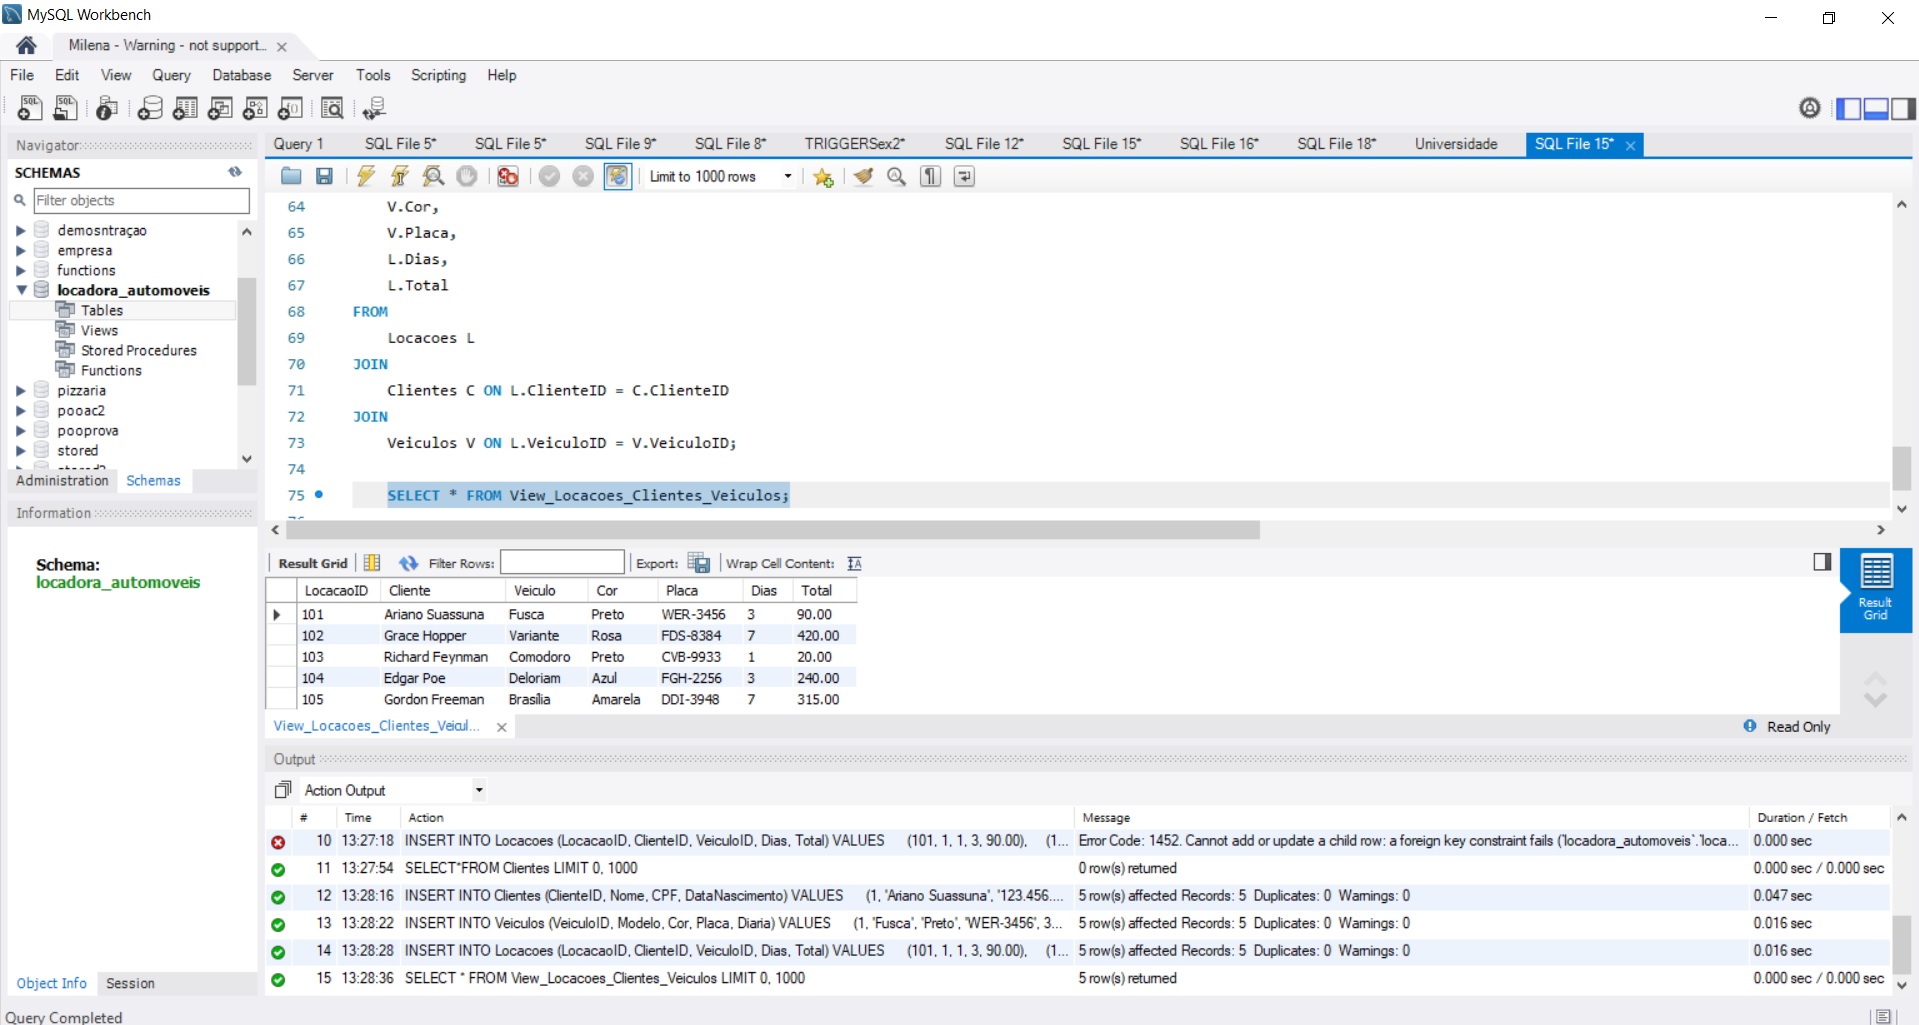 MySQL Workbench
Milena - Warning - not support...
File Edit View Query Database Server Tools Scripting Help
Navigator
SCHEMAS
Filter objects
demosntraçao
empresa
functions
locadora_automoveis
Tables
Views
Stored Procedures
Functions
pizzaria
pooac2
pooprova
stored
Administration Schemas
Information
Schema:
locadora_automoveis
Object Info Session
Query 1 SQL File 5* SQL File 5* SQL File 9* SQL File 8* TRIGGERSex2* SQL File 12* SQL File 15* SQL File 16* SQL File 18* Universidade SQL File 15*
Limit to 1000 rows
64 V.Cor,
65 V.Placa,
66 L.Dias,
67 L.Total
68 FROM
69 Locacoes L
70 JOIN
71 Clientes C ON L.ClienteID = C.ClienteID
72 JOIN
73 Veiculos V ON L.VeiculoID = V.VeiculoID;
74
75 SELECT * FROM View_Locacoes_Clientes_Veiculos;
Result Grid Filter Rows: Export: Wrap Cell Content:
LocacaoID Cliente Veiculo Cor Placa Dias Total
101 Ariano Suassuna Fusca Preto WER-3456 3 90.00
102 Grace Hopper Variante Rosa FDS-8384 7 420.00
103 Richard Feynman Comodoro Preto CVB-9933 1 20.00
104 Edgar Poe Deloriam Azul FGH-2256 3 240.00
105 Gordon Freeman Brasília Amarela DDI-3948 7 315.00
Result
Grid
View_Locacoes_Clientes_Veicul...
Read Only
Output
Action Output
# Time Action Message Duration / Fetch
10 13:27:18 INSERT INTO Locacoes (LocacaoID, ClienteID, VeiculoID, Dias, Total) VALUES (101, 1, 1, 3, 90.00), (1... Error Code: 1452. Cannot add or update a child row: a foreign key constraint fails (`locadora_automoveis`.`loca... 0.000 sec
11 13:27:54 SELECT*FROM Clientes LIMIT 0, 1000 0 row(s) returned 0.000 sec / 0.000 sec
12 13:28:16 INSERT INTO Clientes (ClienteID, Nome, CPF, DataNascimento) VALUES (1, 'Ariano Suassuna', '123.456.... 5 row(s) affected Records: 5 Duplicates: 0 Warnings: 0 0.047 sec
13 13:28:22 INSERT INTO Veiculos (VeiculoID, Modelo, Cor, Placa, Diaria) VALUES (1, 'Fusca', 'Preto', 'WER-3456', 3... 5 row(s) affected Records: 5 Duplicates: 0 Warnings: 0 0.016 sec
14 13:28:28 INSERT INTO Locacoes (LocacaoID, ClienteID, VeiculoID, Dias, Total) VALUES (101, 1, 1, 3, 90.00), (1... 5 row(s) affected Records: 5 Duplicates: 0 Warnings: 0 0.016 sec
15 13:28:36 SELECT * FROM View_Locacoes_Clientes_Veiculos LIMIT 0, 1000 5 row(s) returned 0.000 sec / 0.000 sec
Query Completed